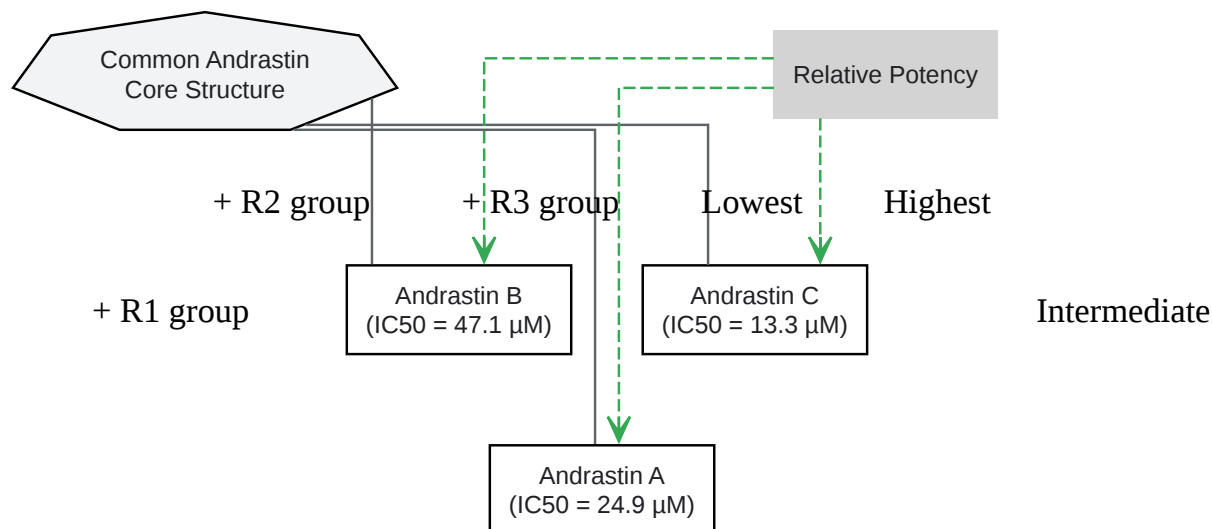 Common Andrastin
Core Structure
Relative Potency
+ R2 group
+ R3 group
Lowest
Highest
+ R1 group
Andrastin B
(IC50 = 47.1 µM)
Andrastin C
(IC50 = 13.3 µM)
Intermediate
Andrastin A
(IC50 = 24.9 µM)